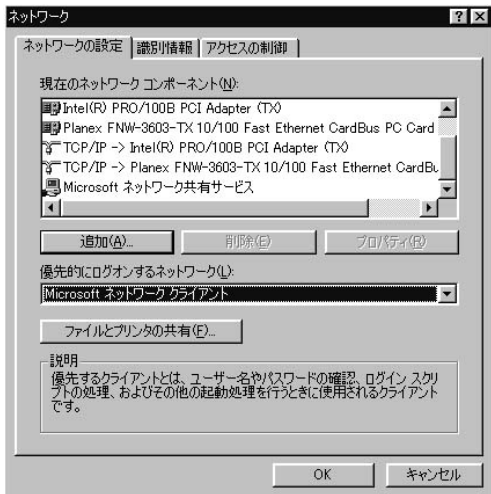 ネットワーク
ネットワークの設定 識別情報 アクセスの制御
現在のネットワーク コンポーネント(N):
Intel(R) PRO/100B PCI Adapter (TX)
Planex FNW-3603-TX 10/100 Fast Ethernet CardBus PC Card
TCP/IP -> Intel(R) PRO/100B PCI Adapter (TX)
TCP/IP -> Planex FNW-3603-TX 10/100 Fast Ethernet CardBu
Microsoft ネットワーク共有サービス
追加(A)... 削除(E) プロパティ(R)
優先的にログオンするネットワーク(L):
Microsoft ネットワーク クライアント
ファイルとプリンタの共有(F)...
説明
優先するクライアントとは、ユーザー名やパスワードの確認、ログイン スクリ
プトの処理、およびその他の起動処理を行うときに使用されるクライアント
です。
OK キャンセル